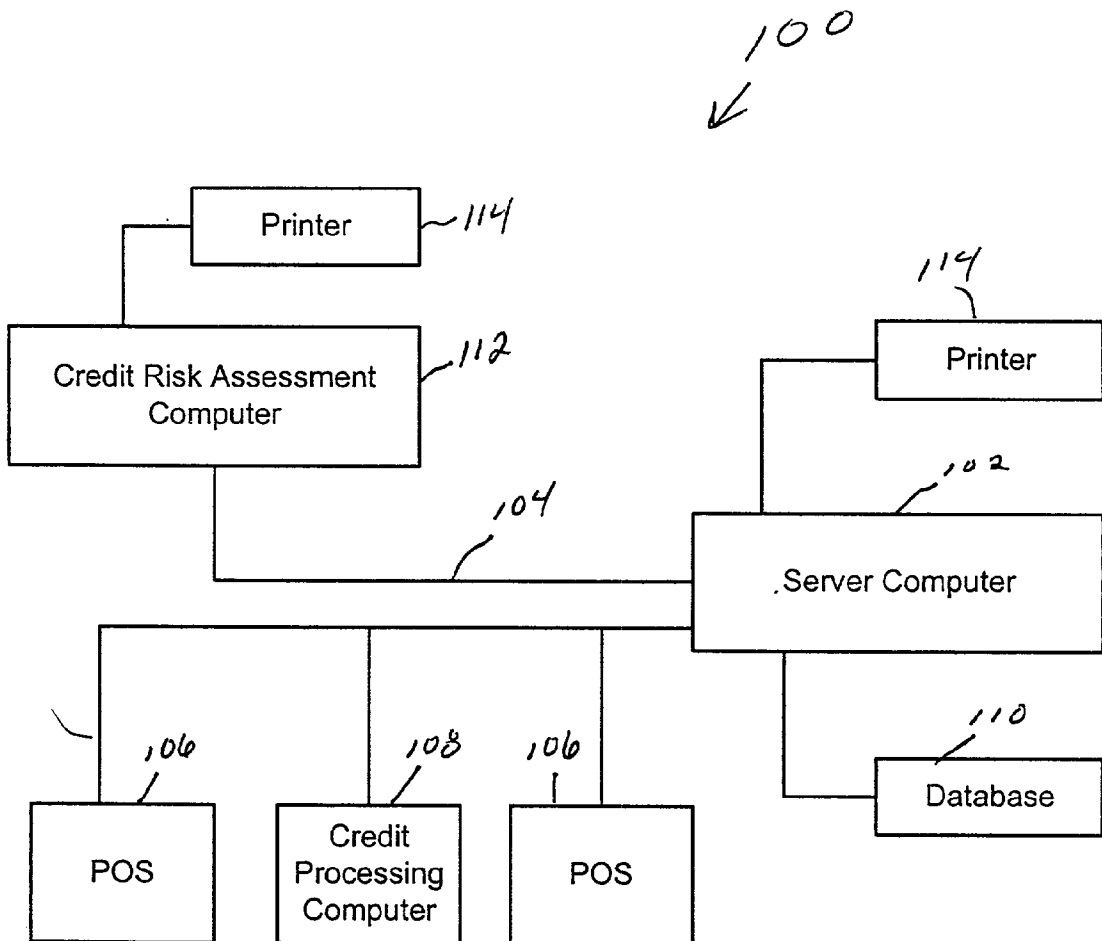 100
Printer
114
114
Printer
Credit Risk Assessment
Computer
112
102
104
Server Computer
106
108
106
110
Database
POS
Credit
Processing
Computer
POS